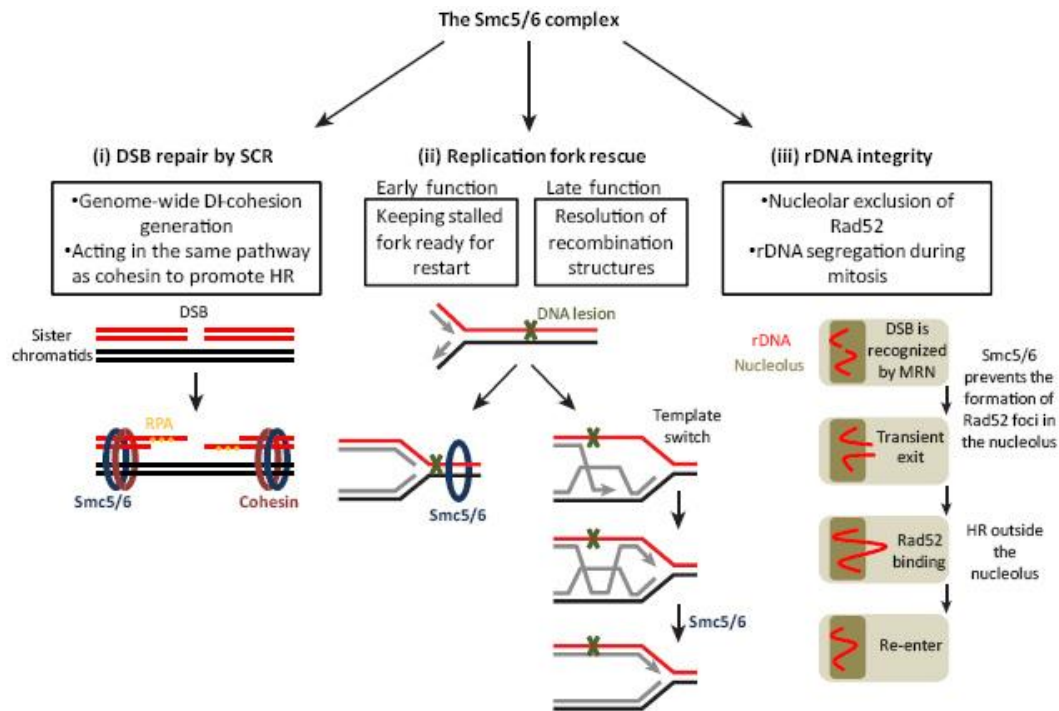 The Smc5/6 complex
(i) DSB repair by SCR
•Genome-wide DI-cohesion
generation
•Acting in the same pathway
as cohesin to promote HR
DSB
Sister
chromatids
RPA
Smc5/6
Cohesin
(ii) Replication fork rescue
Early function
Keeping stalled
fork ready for
restart
Late function
Resolution of
recombination
structures
DNA lesion
Smc5/6
Template
switch
Smc5/6
(iii) rDNA integrity
•Nucleolar exclusion of
Rad52
•rDNA segregation during
mitosis
rDNA
Nucleolus
DSB is
recognized
by MRN
Smc5/6
prevents the
formation of
Rad52 foci in
the nucleolus
Transient
exit
Rad52
binding
HR outside
the
nucleolus
Re-enter